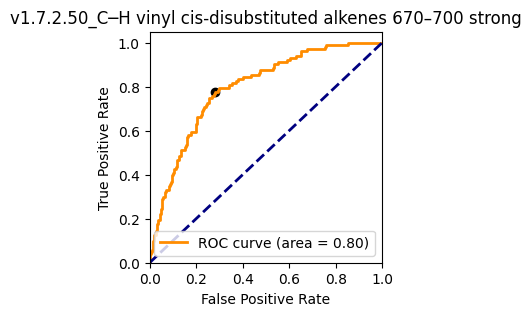 v1.7.2.50_C─H vinyl cis-disubstituted alkenes 670–700 strong
1.0
0.8
0.6
0.4
0.2
0.0
True Positive Rate
ROC curve (area = 0.80)
0.0 0.2 0.4 0.6 0.8 1.0
False Positive Rate